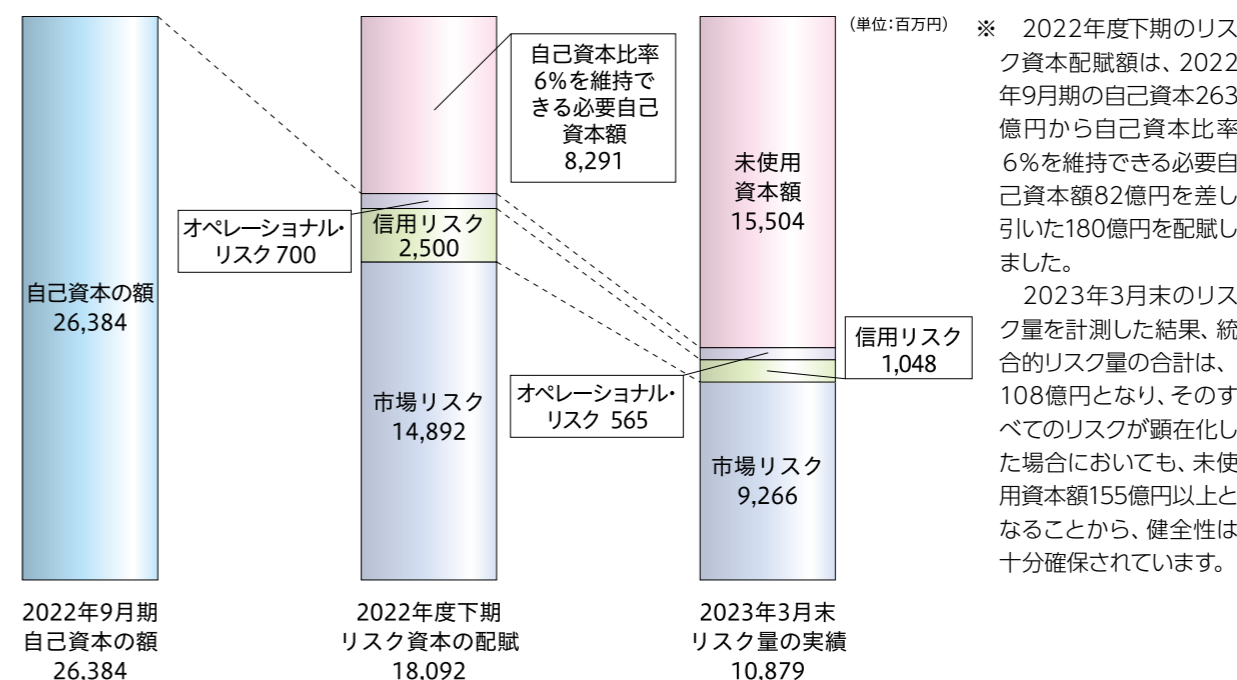 (単位:百万円)
自己資本の額
26,384
自己資本比率
6%を維持で
きる必要自己
資本額
8,291
オペレーショナル・
リスク 700
信用リスク
2,500
市場リスク
14,892
未使用
資本額
15,504
オペレーショナル・
リスク 565
信用リスク
1,048
市場リスク
9,266
2022年9月期
自己資本の額
26,384
2022年度下期
リスク資本の配賦
18,092
2023年3月末
リスク量の実績
10,879
※ 2022年度下期のリス
ク資本配賦額は、2022
年9月期の自己資本263
億円から自己資本比率
6%を維持できる必要自
己資本額82億円を差し
引いた180億円を配賦し
ました。
2023年3月末のリス
ク量を計測した結果、統
合的リスク量の合計は、
108億円となり、そのす
べてのリスクが顕在化し
た場合においても、未使
用資本額155億円以上と
なることから、健全性は
十分確保されています。